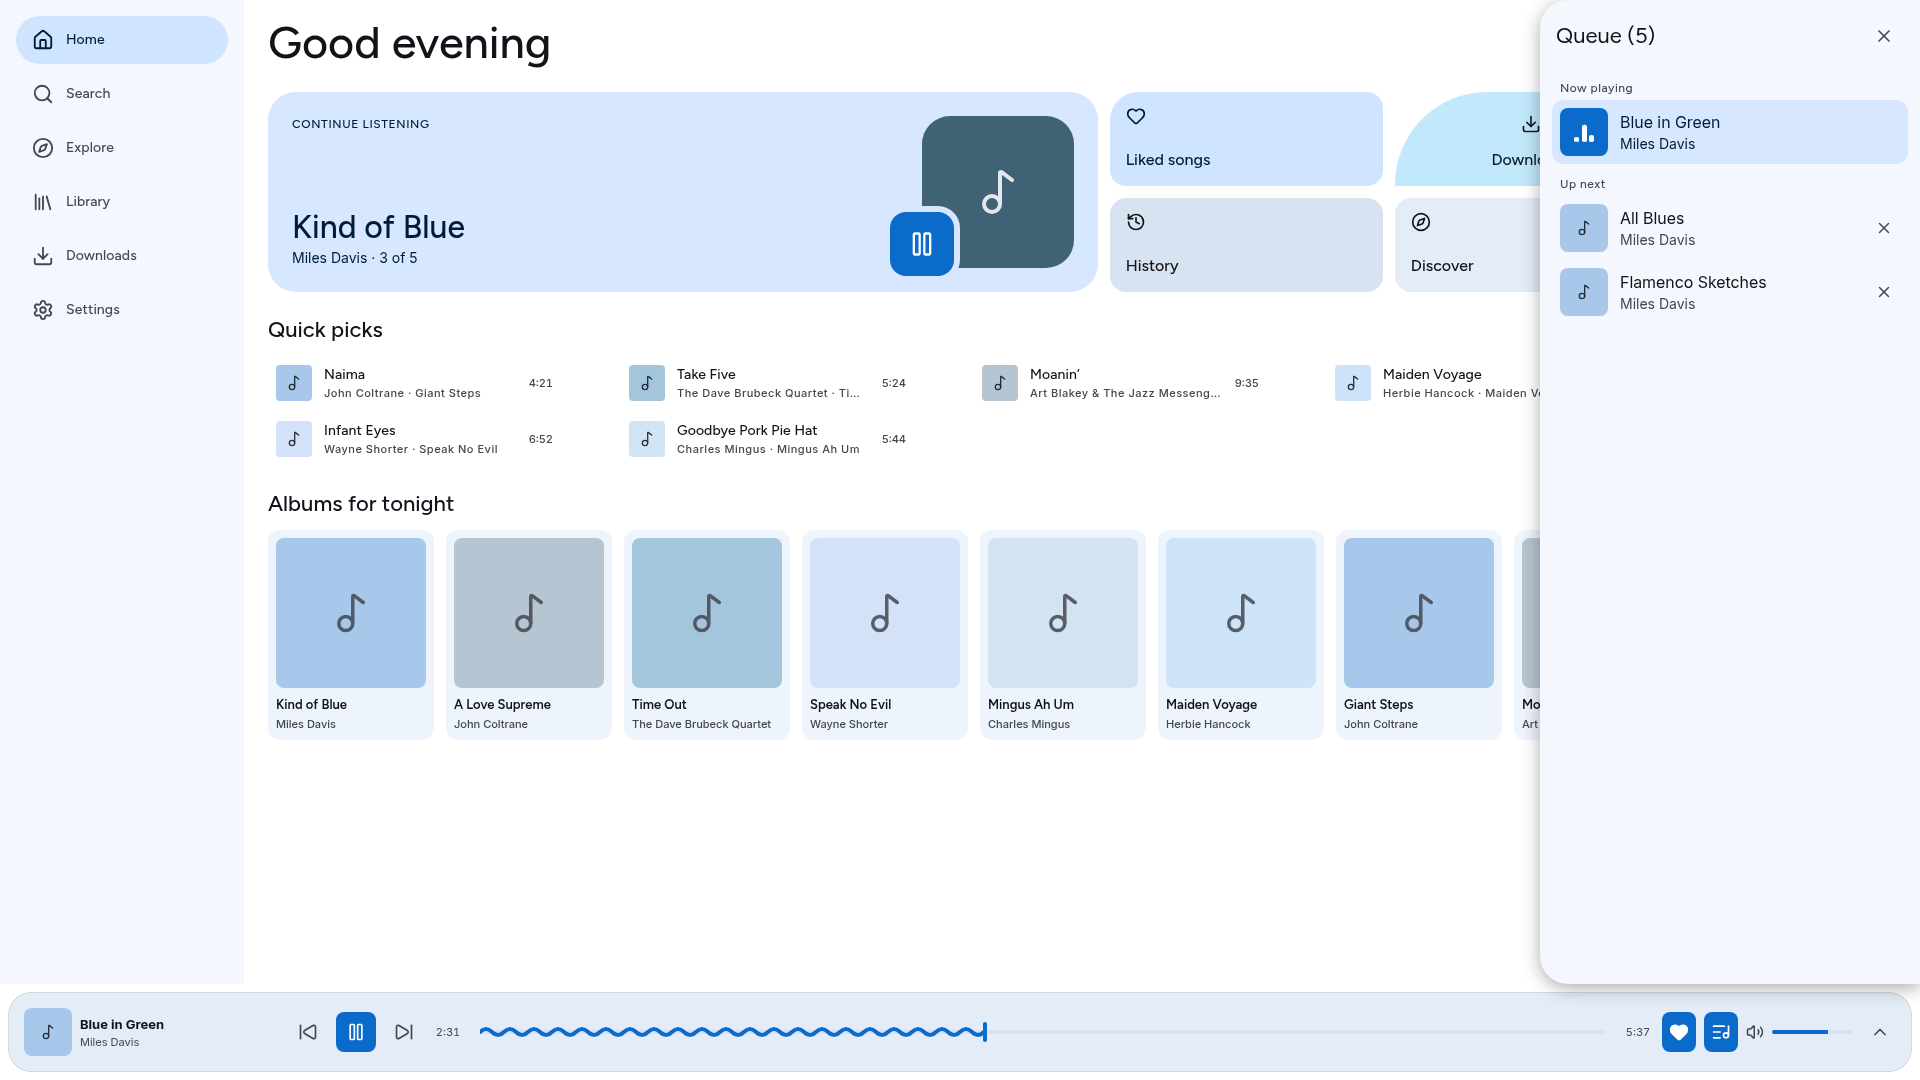 Home
Search
Explore
Library
Downloads
Settings
Good evening
CONTINUE LISTENING
Kind of Blue
Miles Davis · 3 of 5
Liked songs
Downlo
History
Discover
Quick picks
Naima
John Coltrane · Giant Steps
4:21
Take Five
The Dave Brubeck Quartet · Ti...
5:24
Moanin’
Art Blakey & The Jazz Messeng...
9:35
Maiden Voyage
Herbie Hancock · Maiden Vo
Infant Eyes
Wayne Shorter · Speak No Evil
6:52
Goodbye Pork Pie Hat
Charles Mingus · Mingus Ah Um
5:44
Albums for tonight
Kind of Blue
Miles Davis
A Love Supreme
John Coltrane
Time Out
The Dave Brubeck Quartet
Speak No Evil
Wayne Shorter
Mingus Ah Um
Charles Mingus
Maiden Voyage
Herbie Hancock
Giant Steps
John Coltrane
Mo
Art
Queue (5)
Now playing
Blue in Green
Miles Davis
Up next
All Blues
Miles Davis
Flamenco Sketches
Miles Davis
Blue in Green
Miles Davis
2:31
5:37